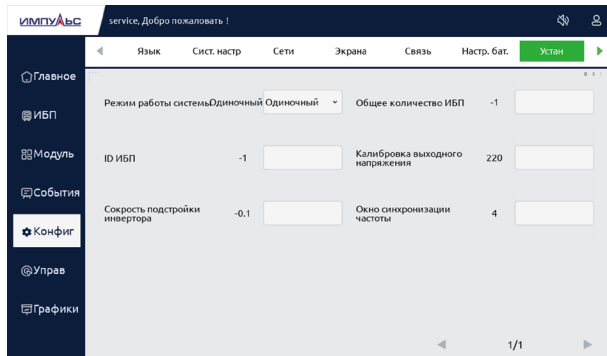 ИМПУЛЬС
service, Добро пожаловать !
Язык
Сист. настр
Сети
Экрана
Связь
Настр. бат.
Устан
Главное
ИБП
Модуль
События
Конфиг
Управ
Графики
Режим работы системы
Одиночный
Одиночный
Общее количество ИБП
-1
ID ИБП
-1
Калибровка выходного
напряжения
220
Сокрость подстройки
инвертора
-0.1
Окно синхронизации
частоты
4
1/1